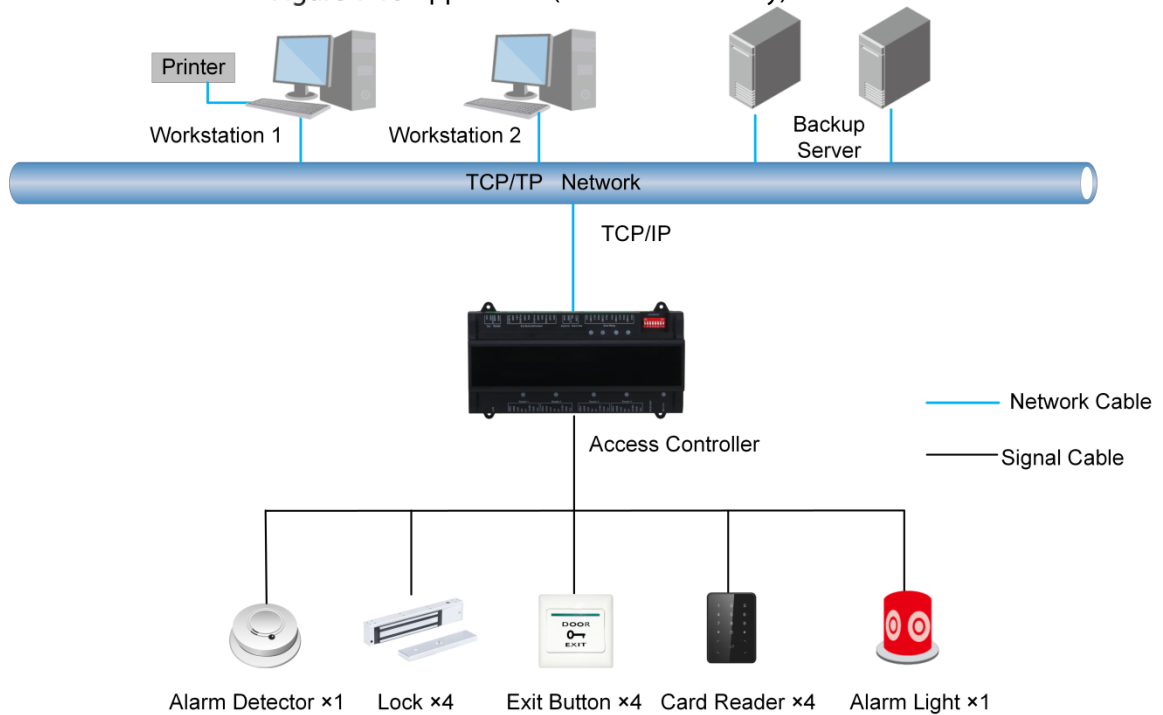 Printer
Workstation 1
Workstation 2
Backup
Server
TCP/TP Network
TCP/IP
Access Controller
Network Cable
Signal Cable
DOOR
EXIT
Alarm Detector ×1
Lock ×4
Exit Button ×4
Card Reader ×4
Alarm Light ×1